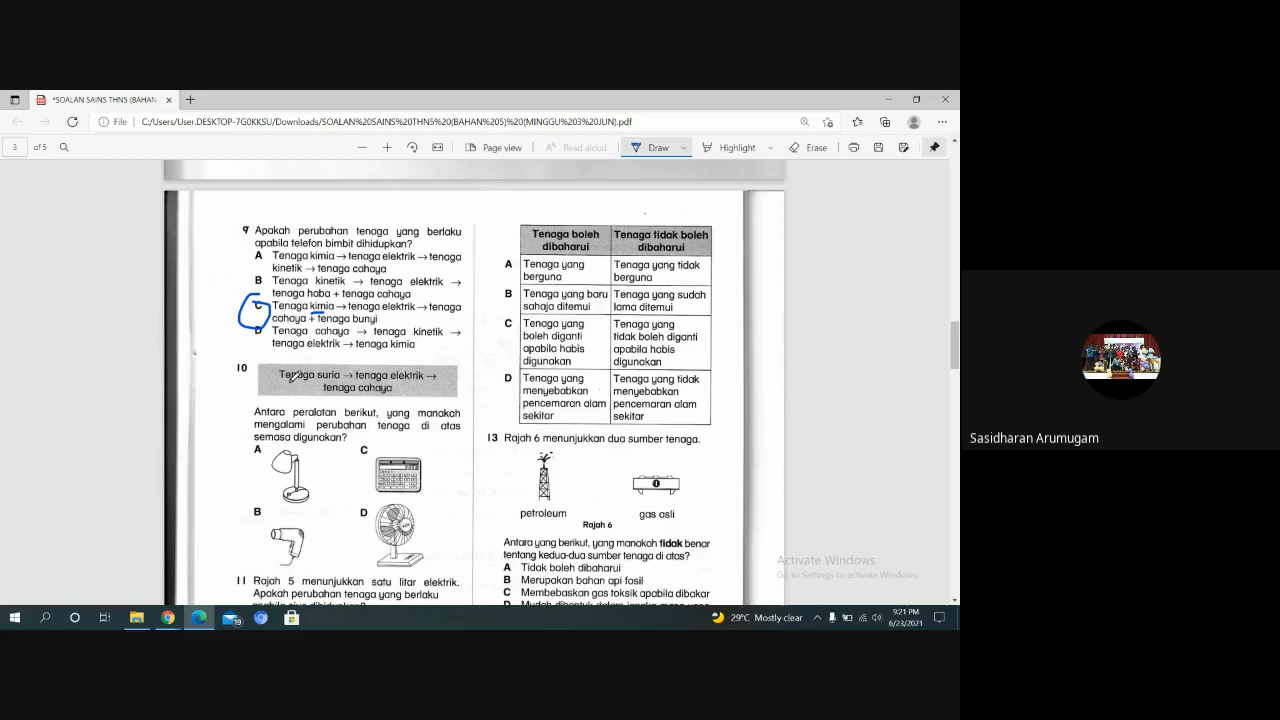 *SOALAN SAINS THN5 (BAHAN
File
C:/Users/User.DESKTOP-7G0KKSU/Downloads/SOALAN%20SAINS%20THN5%20(BAHAN%205)%20(MINGGU%203%20JUN).pdf
3 of 5
Page view
Read aloud
Draw
Highlight
Erase
9 Apakah perubahan tenaga yang berlaku
apabila telefon bimbit dihidupkan?
A Tenaga kimia → tenaga elektrik → tenaga
kinetik → tenaga cahaya
B Tenaga kinetik → tenaga elektrik →
tenaga haba + tenaga cahaya
C Tenaga kimia → tenaga elektrik → tenaga
cahaya + tenaga bunyi
D Tenaga cahaya → tenaga kinetik →
tenaga elektrik → tenaga kimia
10
Tenaga suria → tenaga elektrik →
tenaga cahaya
Antara peralatan berikut, yang manakah
mengalami perubahan tenaga di atas
semasa digunakan?
A
C
B
D
11 Rajah 5 menunjukkan satu litar elektrik.
Apakah perubahan tenaga yang berlaku
Tenaga boleh
dibaharui
Tenaga tidak boleh
dibaharui
A
Tenaga yang
berguna
Tenaga yang tidak
berguna
B
Tenaga yang baru
sahaja ditemui
Tenaga yang sudah
lama ditemui
C
Tenaga yang
boleh diganti
apabila habis
digunakan
Tenaga yang
tidak boleh diganti
apabila habis
digunakan
D
Tenaga yang
menyebabkan
pencemaran alam
sekitar
Tenaga yang tidak
menyebabkan
pencemaran alam
sekitar
13 Rajah 6 menunjukkan dua sumber tenaga.
petroleum
gas asli
Rajah 6
Antara yang berikut, yang manakah tidak benar
tentang kedua-dua sumber tenaga di atas?
A Tidak boleh dibaharui
B Merupakan bahan api fosil
C Membebaskan gas toksik apabila dibakar
Activate Windows
Go to Settings to activate Windows.
19
29°C Mostly clear
9:21 PM
6/23/2021
Sasidharan Arumugam